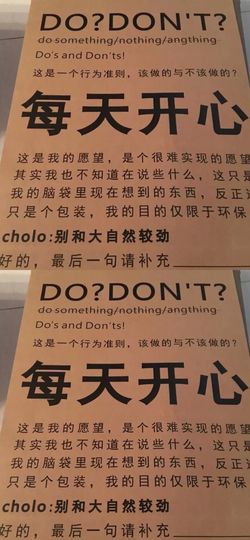 DO?DON'T?
do something/nothing/angthing
Do's and Don'ts!
这是一个行为准则，该做的与不该做的?
每天开心
这是我的愿望，是个很难实现的愿望
其实我也不知道在说些什么，这只是
我的脑袋里现在想到的东西，反正这
只是个包装，我的目的仅限于环保
cholo:别和大自然较劲
好的，最后一句请补充
DO?DON'T?
do something/nothing/angthing
Do's and Don'ts!
这是一个行为准则，该做的与不该做的?
每天开心
这是我的愿望，是个很难实现的愿望
其实我也不知道在说些什么，这只是
我的脑袋里现在想到的东西，反正
只是个包装，我的目的仅限于环保
cholo:别和大自然较劲
好的，最后一句请补充